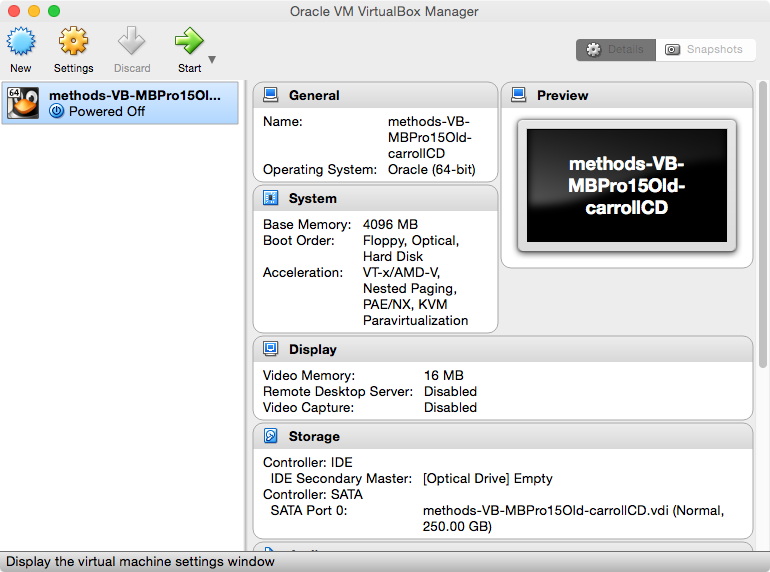 Oracle VM VirtualBox Manager
New
Settings
Discard
Start
Details
Snapshots
64
methods-VB-MBPro15Ol...
Powered Off
General
Name:
methods-VB-
MBPro15Old-
carrollCD
Operating System: Oracle (64-bit)
System
Base Memory: 4096 MB
Boot Order: Floppy, Optical,
Hard Disk
Acceleration: VT-x/AMD-V,
Nested Paging,
PAE/NX, KVM
Paravirtualization
Preview
methods-VB-
MBPro15Old-
carrollCD
Display
Video Memory: 16 MB
Remote Desktop Server: Disabled
Video Capture: Disabled
Storage
Controller: IDE
IDE Secondary Master: [Optical Drive] Empty
Controller: SATA
SATA Port 0: methods-VB-MBPro15Old-carrollCD.vdi (Normal,
250.00 GB)
Display the virtual machine settings window